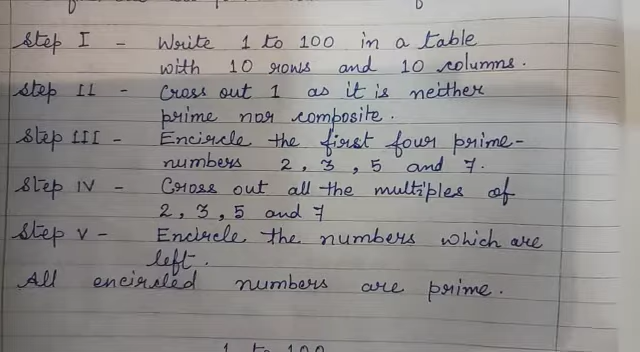 Step I - Write 1 to 100 in a table
with 10 rows and 10 columns.
Step II - Cross out 1 as it is neither
prime nor composite.
Step III - Encircle the first four prime-
numbers 2, 3, 5 and 7.
Step IV - Cross out all the multiples of
2, 3, 5 and 7
Step V - Encircle the numbers which are
left.
All encircled numbers are prime.
1 to 100